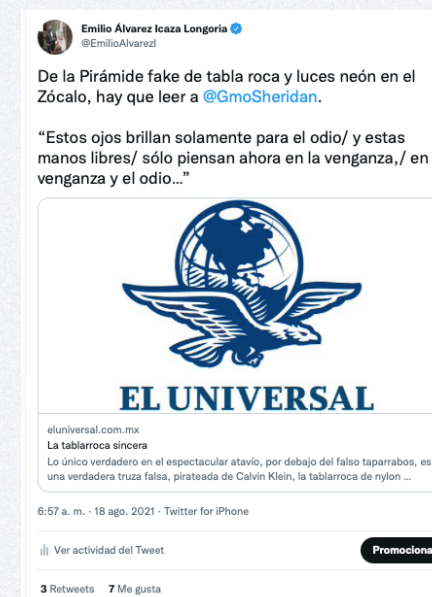 Emilio Álvarez Icaza Longoria
@EmilioAlvarezI
De la Pirámide fake de tabla roca y luces neón en el
Zócalo, hay que leer a @GmoSheridan.
“Estos ojos brillan solamente para el odio/ y estas
manos libres/ sólo piensan ahora en la venganza,/ en
venganza y el odio...”
EL UNIVERSAL
eluniversal.com.mx
La tablarroca sincera
Lo único verdadero en el espectacular atavío, por debajo del falso taparrabos, es
una verdadera truza falsa, pirateada de Calvin Klein, la tablarroca de nylon ...
6:57 a. m. · 18 ago. 2021 · Twitter for iPhone
Ver actividad del Tweet
Promociona
3 Retweets 7 Me gusta